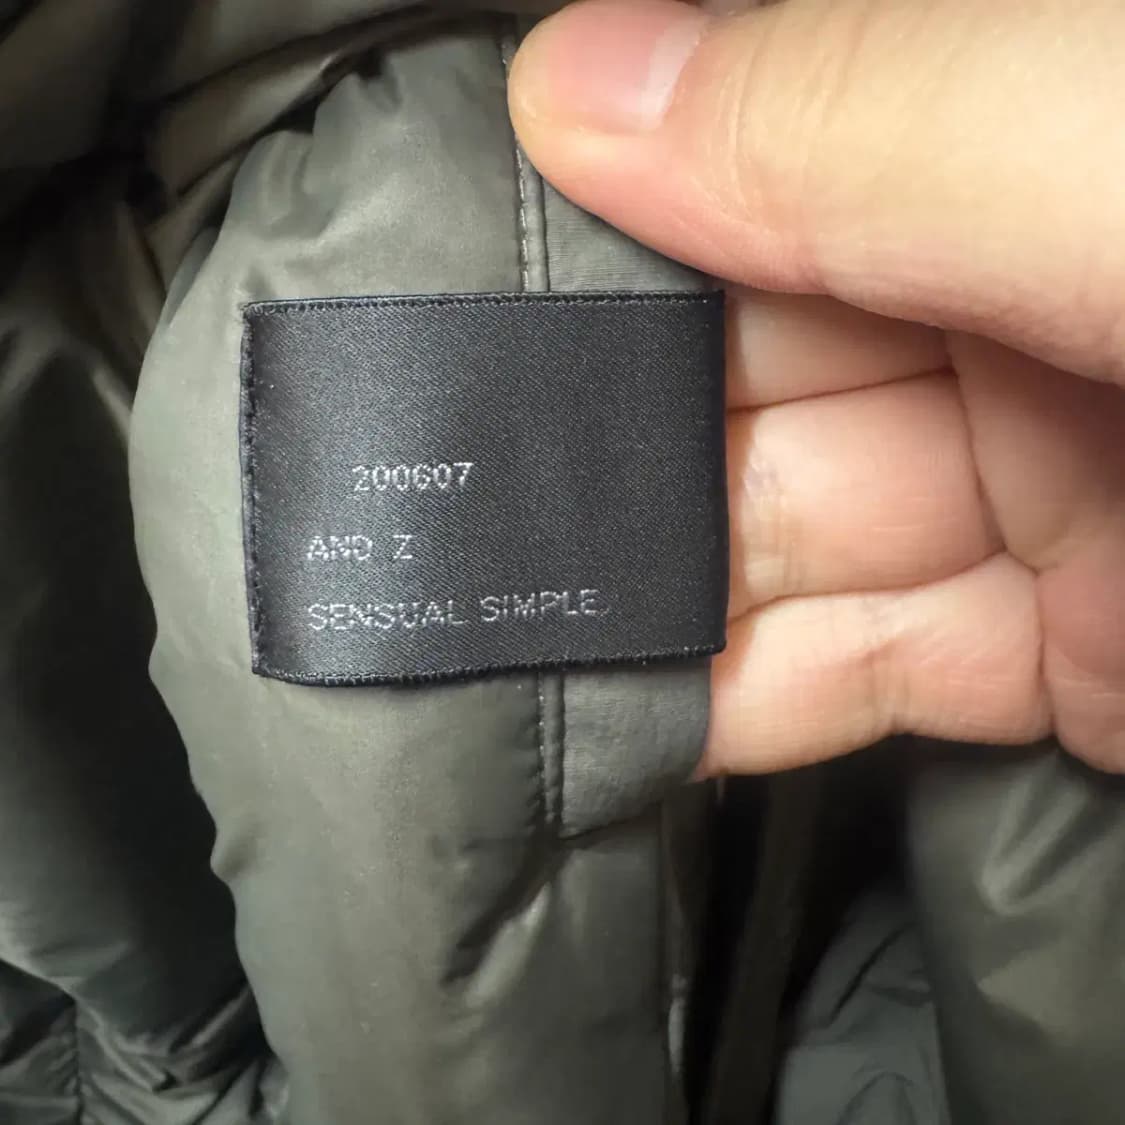 200607
AND Z
SENSUAL SIMPLE